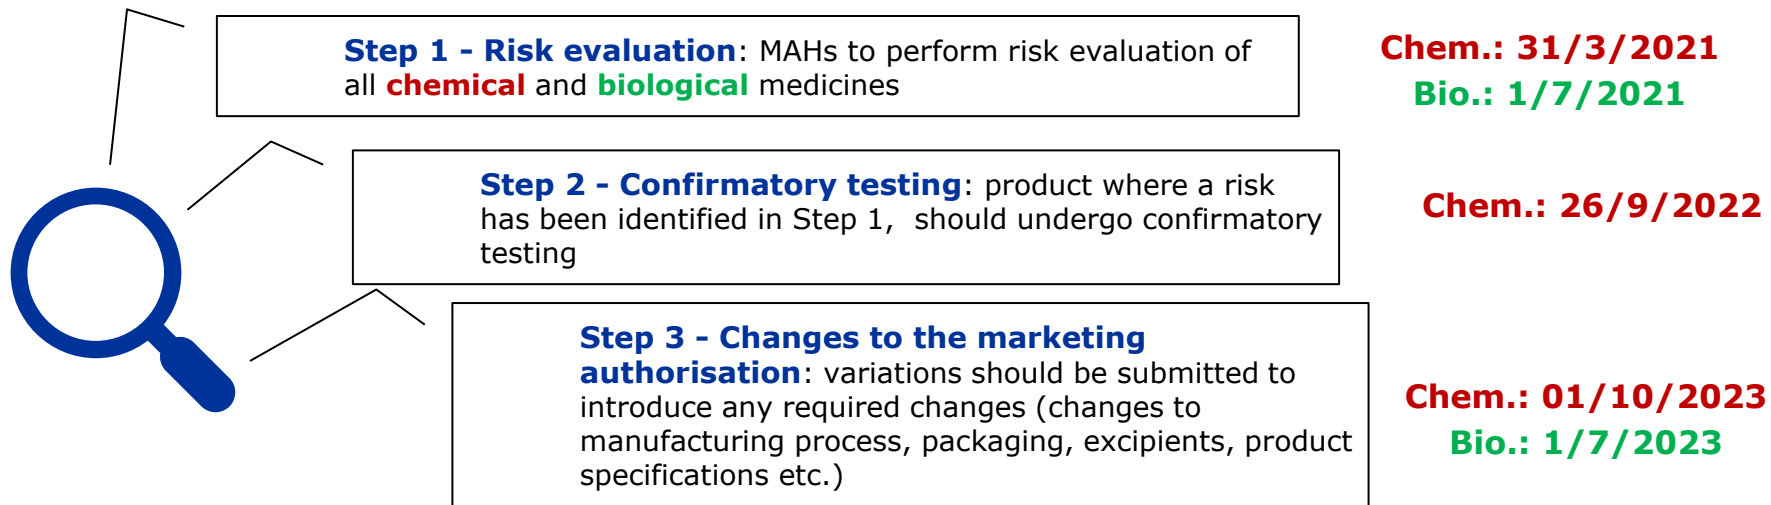 Step 1 - Risk evaluation: MAHs to perform risk evaluation of
all chemical and biological medicines
Chem.: 31/3/2021
Bio.: 1/7/2021
Step 2 - Confirmatory testing: product where a risk
has been identified in Step 1,  should undergo confirmatory
testing
Chem.: 26/9/2022
Step 3 - Changes to the marketing
authorisation: variations should be submitted to
introduce any required changes (changes to
manufacturing process, packaging, excipients, product
specifications etc.)
Chem.: 01/10/2023
Bio.: 1/7/2023